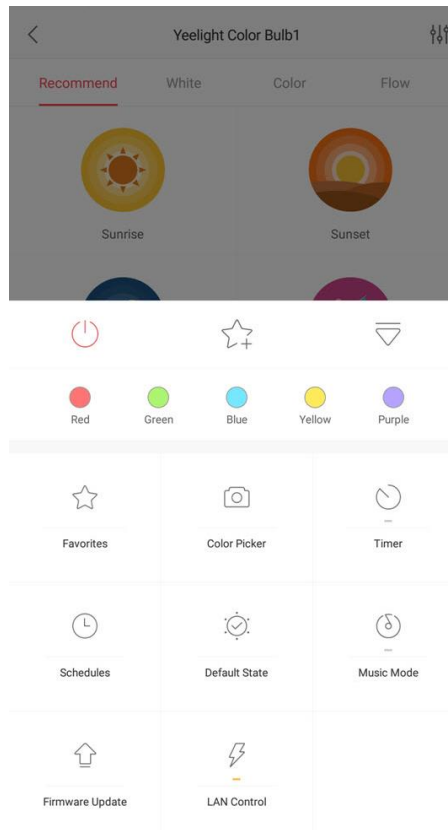 Yeelight Color Bulb1
Recommend White Color Flow
Sunrise Sunset
Red Green Blue Yellow Purple
Favorites Color Picker Timer
Schedules Default State Music Mode
Firmware Update LAN Control